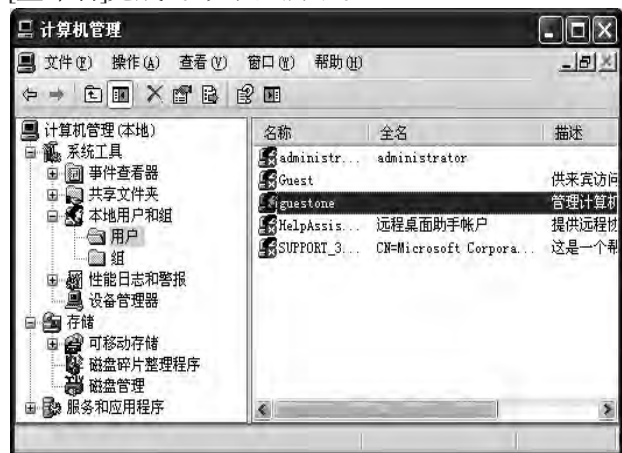 计算机管理
文件(F) 操作(A) 查看(V) 窗口(W) 帮助(H)
计算机管理(本地)
系统工具
事件查看器
共享文件夹
本地用户和组
用户
组
性能日志和警报
设备管理器
存储
可移动存储
磁盘碎片整理程序
磁盘管理
服务和应用程序
名称 全名 描述
administr... administrator
Guest 供来宾访问
guestone 管理计算机
HelpAssis... 远程桌面助手帐户 提供远程协
SUPPORT_3... CN=Microsoft Corpora... 这是一个帮